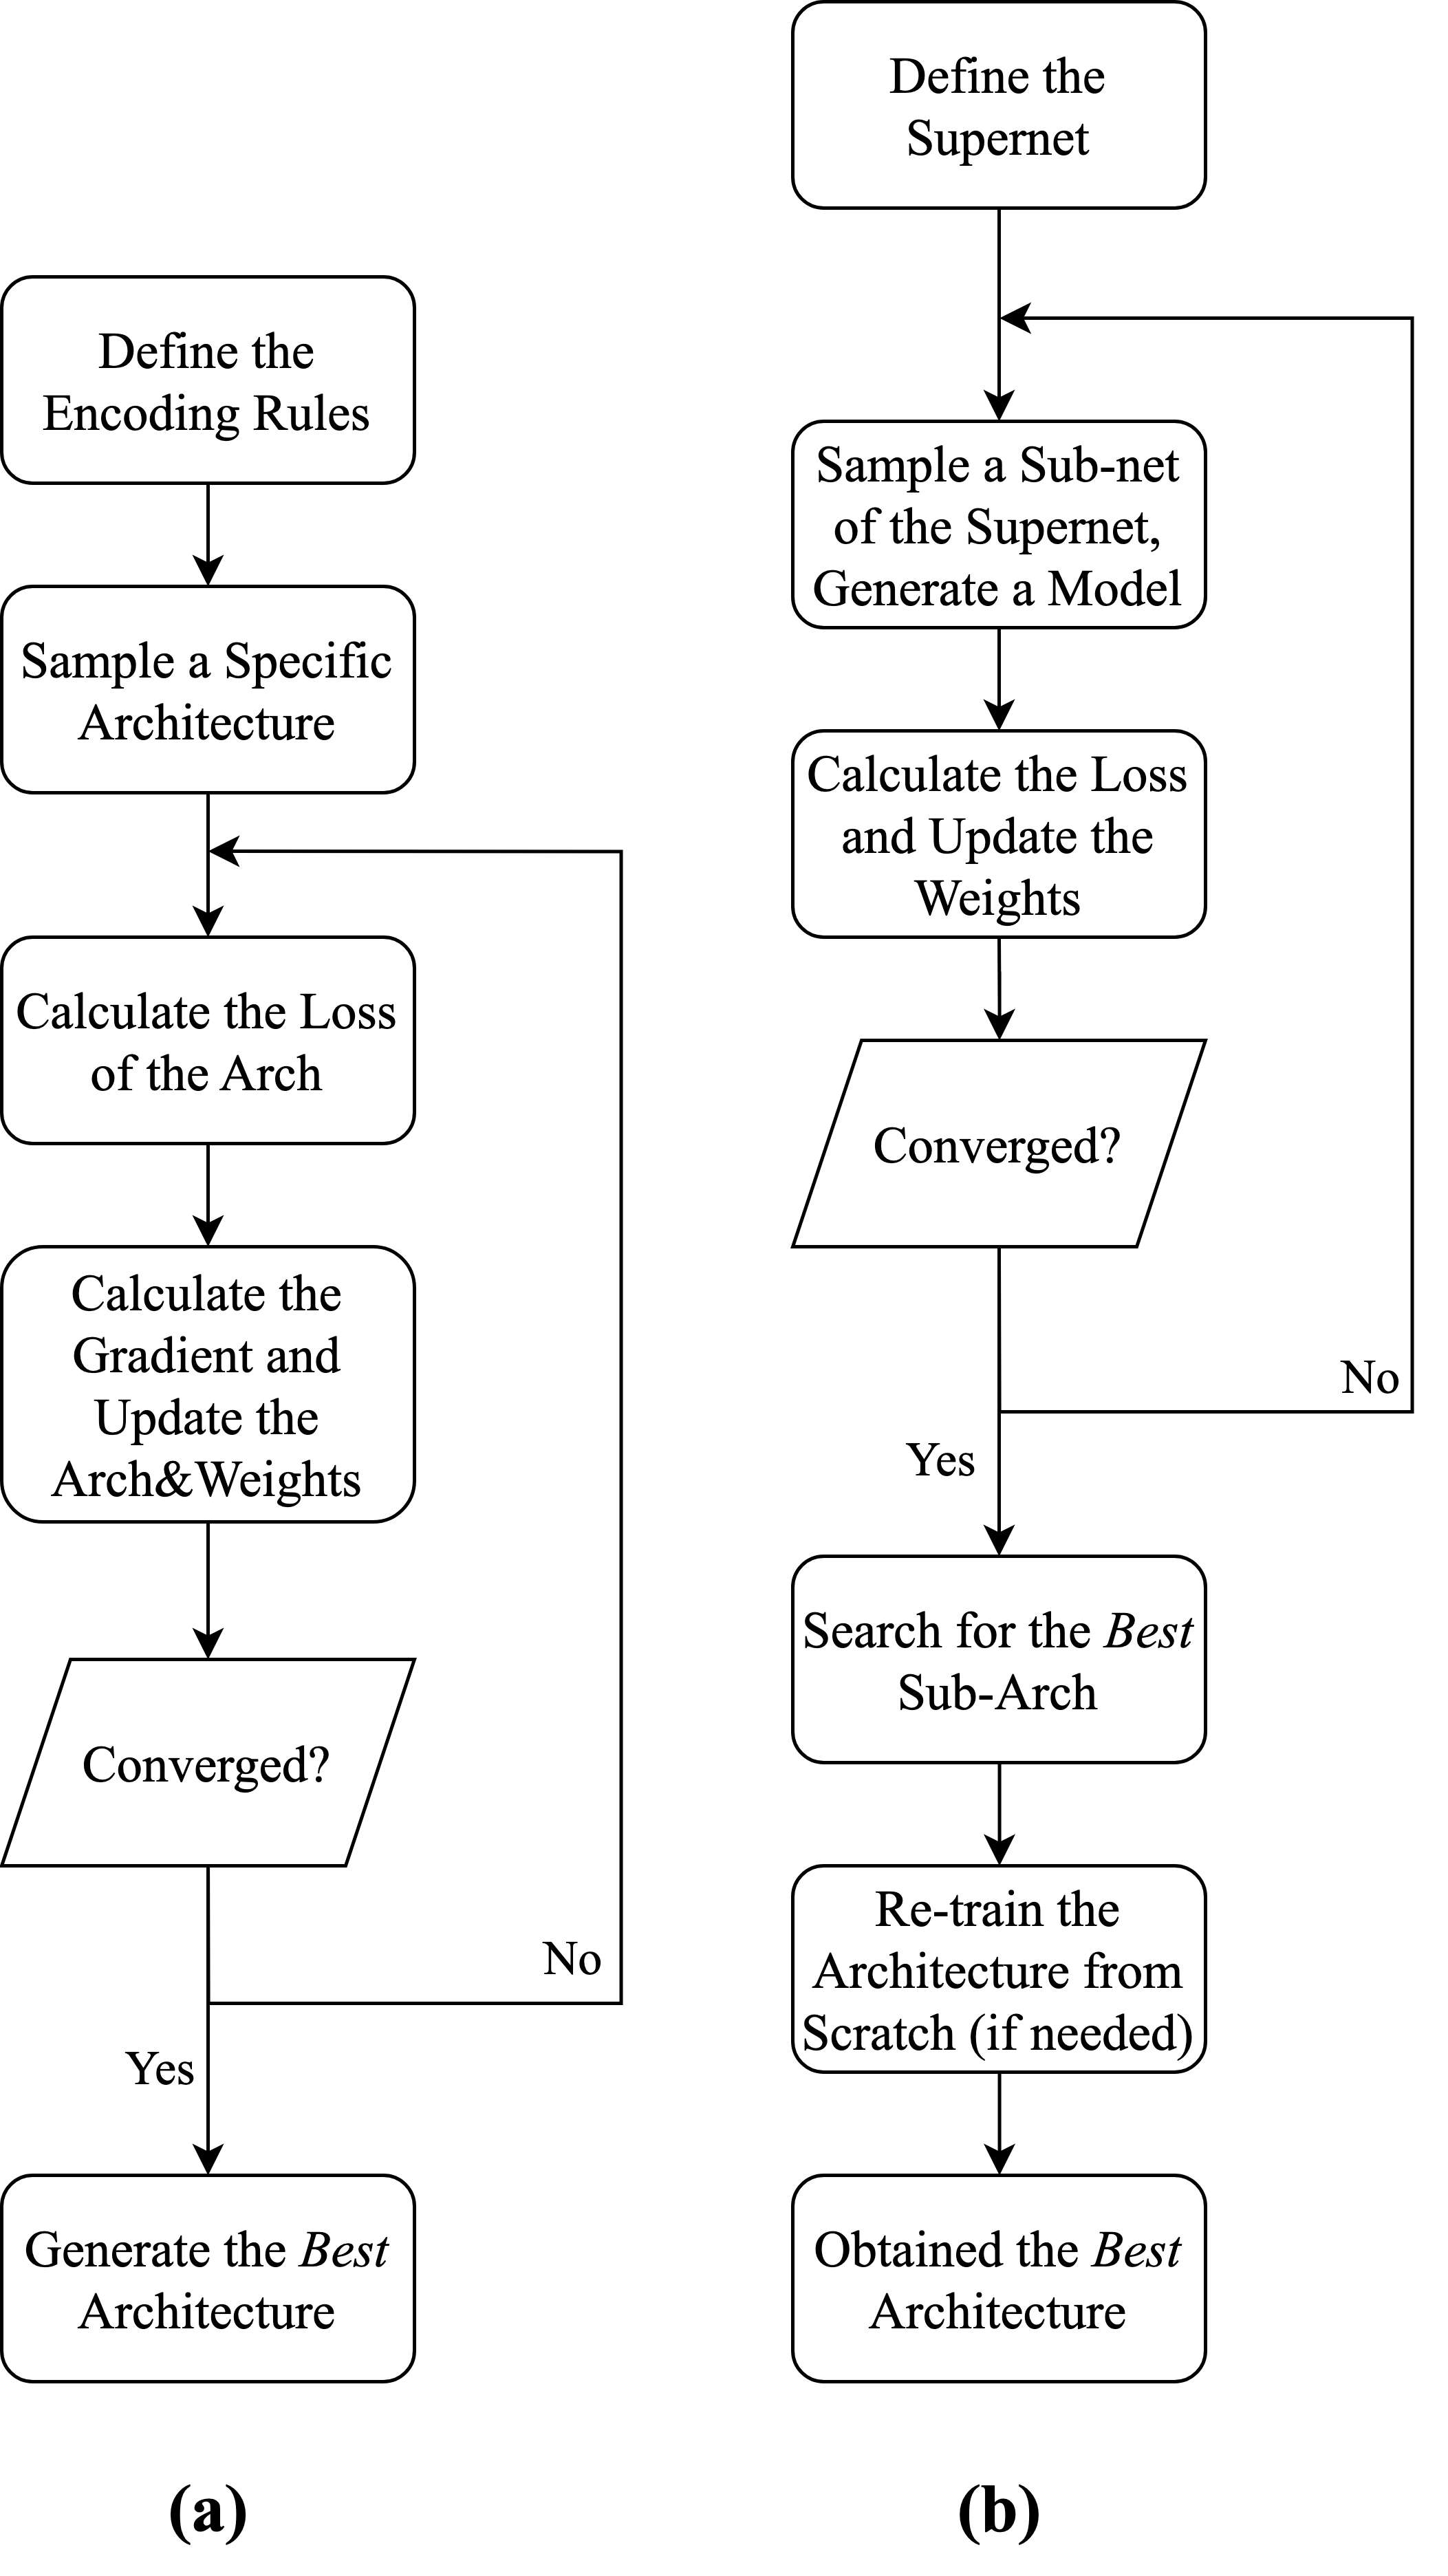 Define the
Encoding Rules
Sample a Specific
Architecture
Calculate the Loss
of the Arch
Calculate the
Gradient and
Update the
Arch&Weights
Converged?
No
Yes
Generate the Best
Architecture
(a)
Define the
Supernet
Sample a Sub-net
of the Supernet,
Generate a Model
Calculate the Loss
and Update the
Weights
Converged?
No
Yes
Search for the Best
Sub-Arch
Re-train the
Architecture from
Scratch (if needed)
Obtained the Best
Architecture
(b)